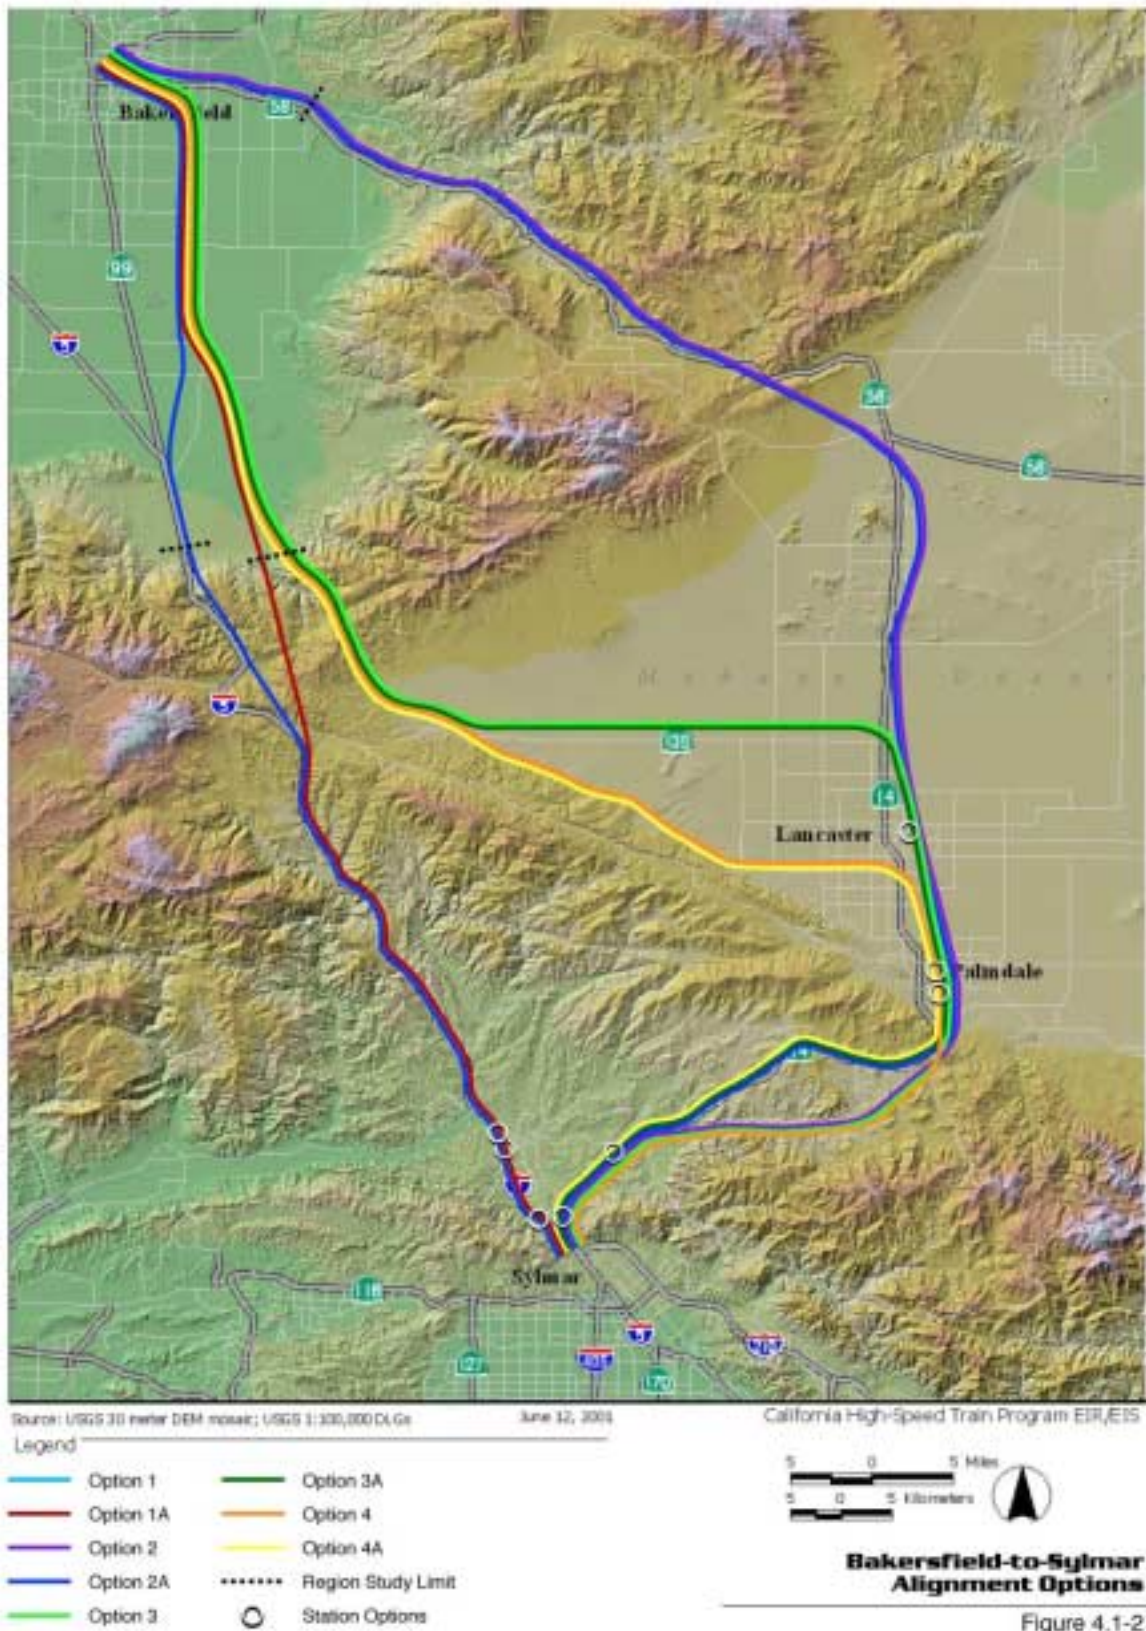 Bakersfield
58
99
5
58
58
5
Mohave Desert
138
14
Lancaster
Palmdale
14
5
Sylmar
118
5
405
210
127
170
Source: USGS 30 meter DEM mosaic; USGS 1:100,000 DLGs
June 12, 2001
California High-Speed Train Program EIR/EIS
Legend
Option 1
Option 1A
Option 2
Option 2A
Option 3
Option 3A
Option 4
Option 4A
Region Study Limit
Station Options
5 0 5 Miles
5 0 5 Kilometers
Bakersfield-to-Sylmar
Alignment Options
Figure 4.1-2